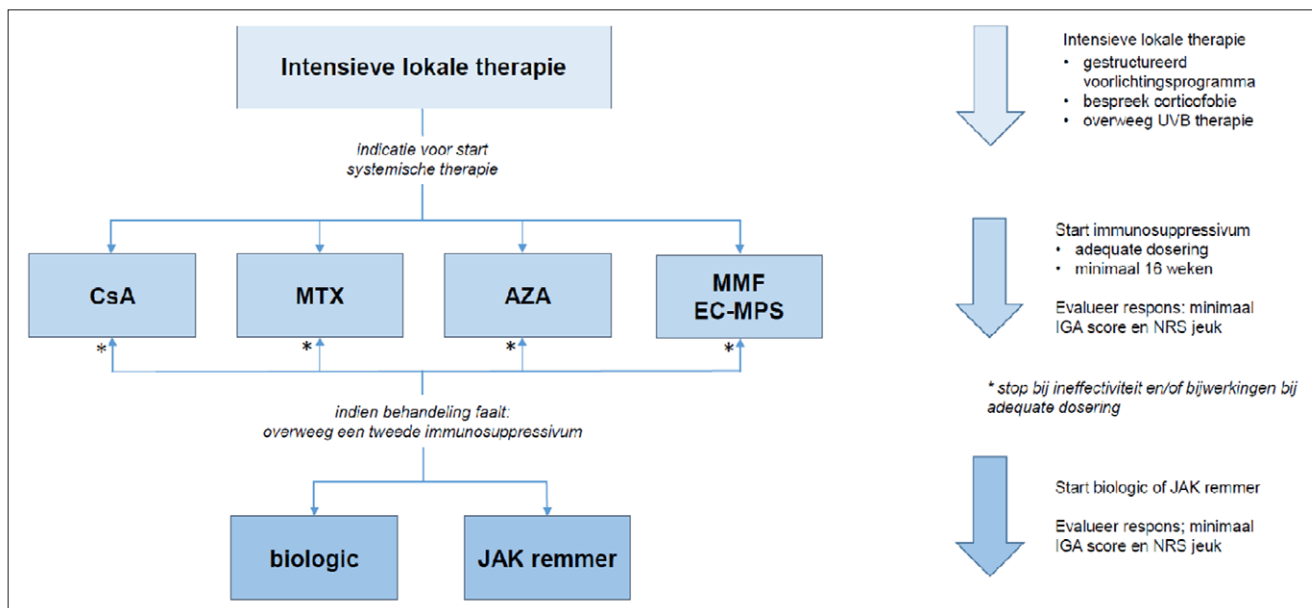 Intensieve lokale therapie
indicatie voor start
systemische therapie
CsA
MTX
AZA
MMF
EC-MPS
*
*
*
*
indien behandeling faalt:
overweeg een tweede immunosuppressivum
biologic
JAK remmer
Intensieve lokale therapie
• gestructureerd
voorlichtingsprogramma
• bespreek corticofobie
• overweeg UVB therapie
Start immunosuppressivum
• adequate dosering
• minimaal 16 weken
Evalueer respons: minimaal
IGA score en NRS jeuk
* stop bij ineffectiviteit en/of bijwerkingen bij
adequate dosering
Start biologic of JAK remmer
Evalueer respons; minimaal
IGA score en NRS jeuk